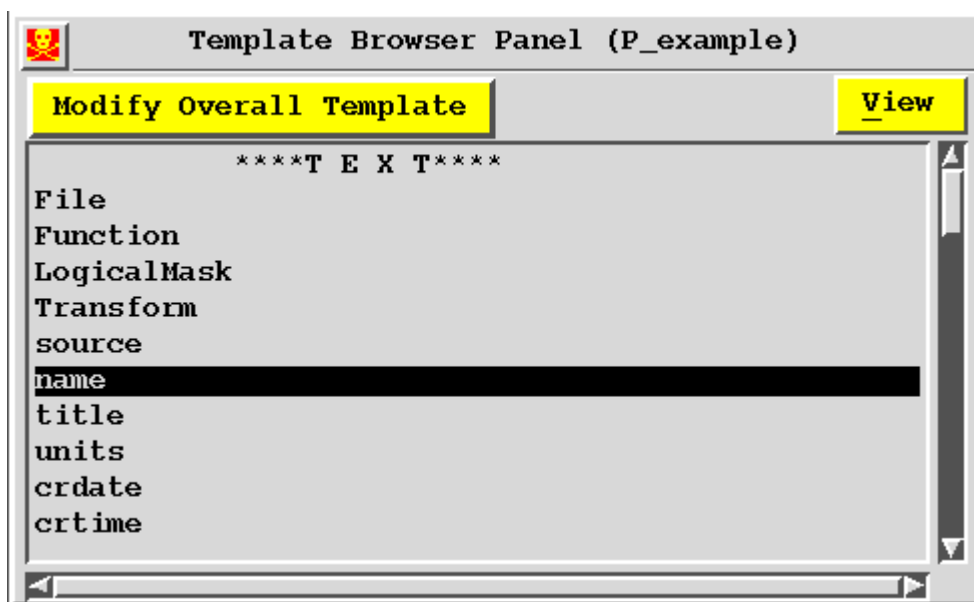 Template Browser Panel (P_example)
Modify Overall Template
View
****T E X T****
File
Function
LogicalMask
Transform
source
name
title
units
crdate
crtime